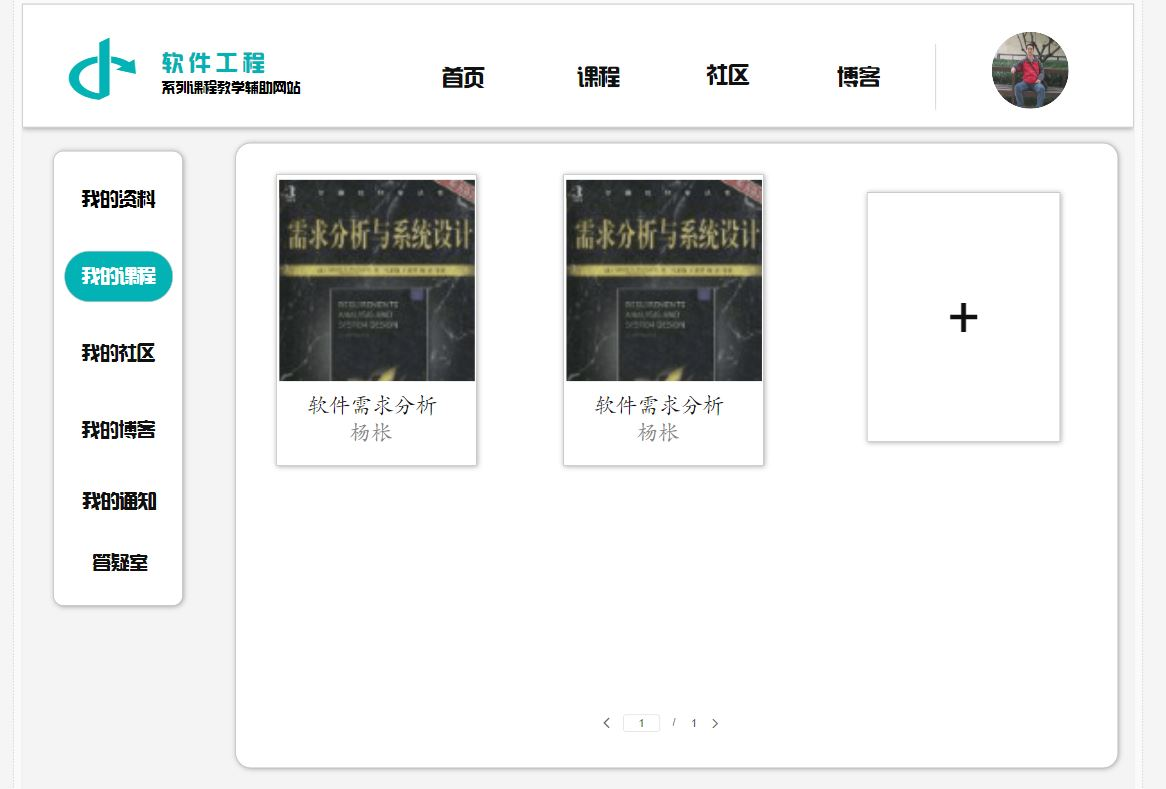 软件工程
系列课程教学辅助网站
首页
课程
社区
博客
我的资料
我的课程
我的社区
我的博客
我的通知
答疑室
需求分析与系统设计
REQUIREMENTS
ANALYSIS AND
SYSTEM DESIGN
软件需求分析
杨枨
需求分析与系统设计
REQUIREMENTS
ANALYSIS AND
SYSTEM DESIGN
软件需求分析
杨枨
+
< 1 / 1 >